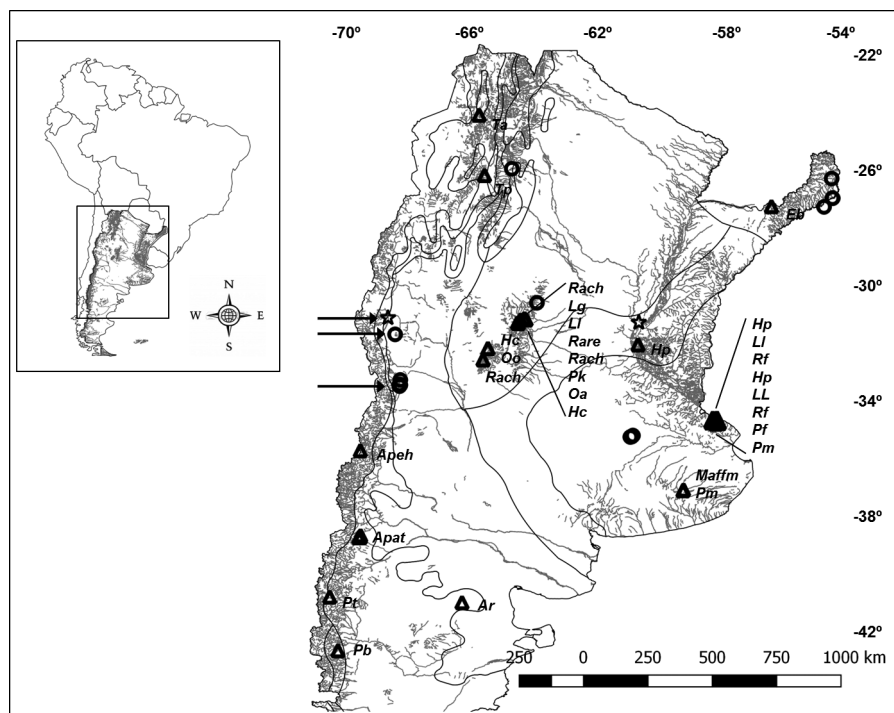 -70º -66º -62º -58º -54º
-22º
Ta
-26º
Tp
Eb
N
W E
S
-30º
Rach
Lg
Ll
Rare
Rach
Pk
Oa
Hc
Hc
Oo
Rach
Hp
Hp
Ll
Rf
Hp
LL
Rf
Pf
Pm
-34º
Apeh
Maffm
Pm
-38º
Apat
Pt
Ar
-42º
Pb
250 0 250 500 750 1000 km